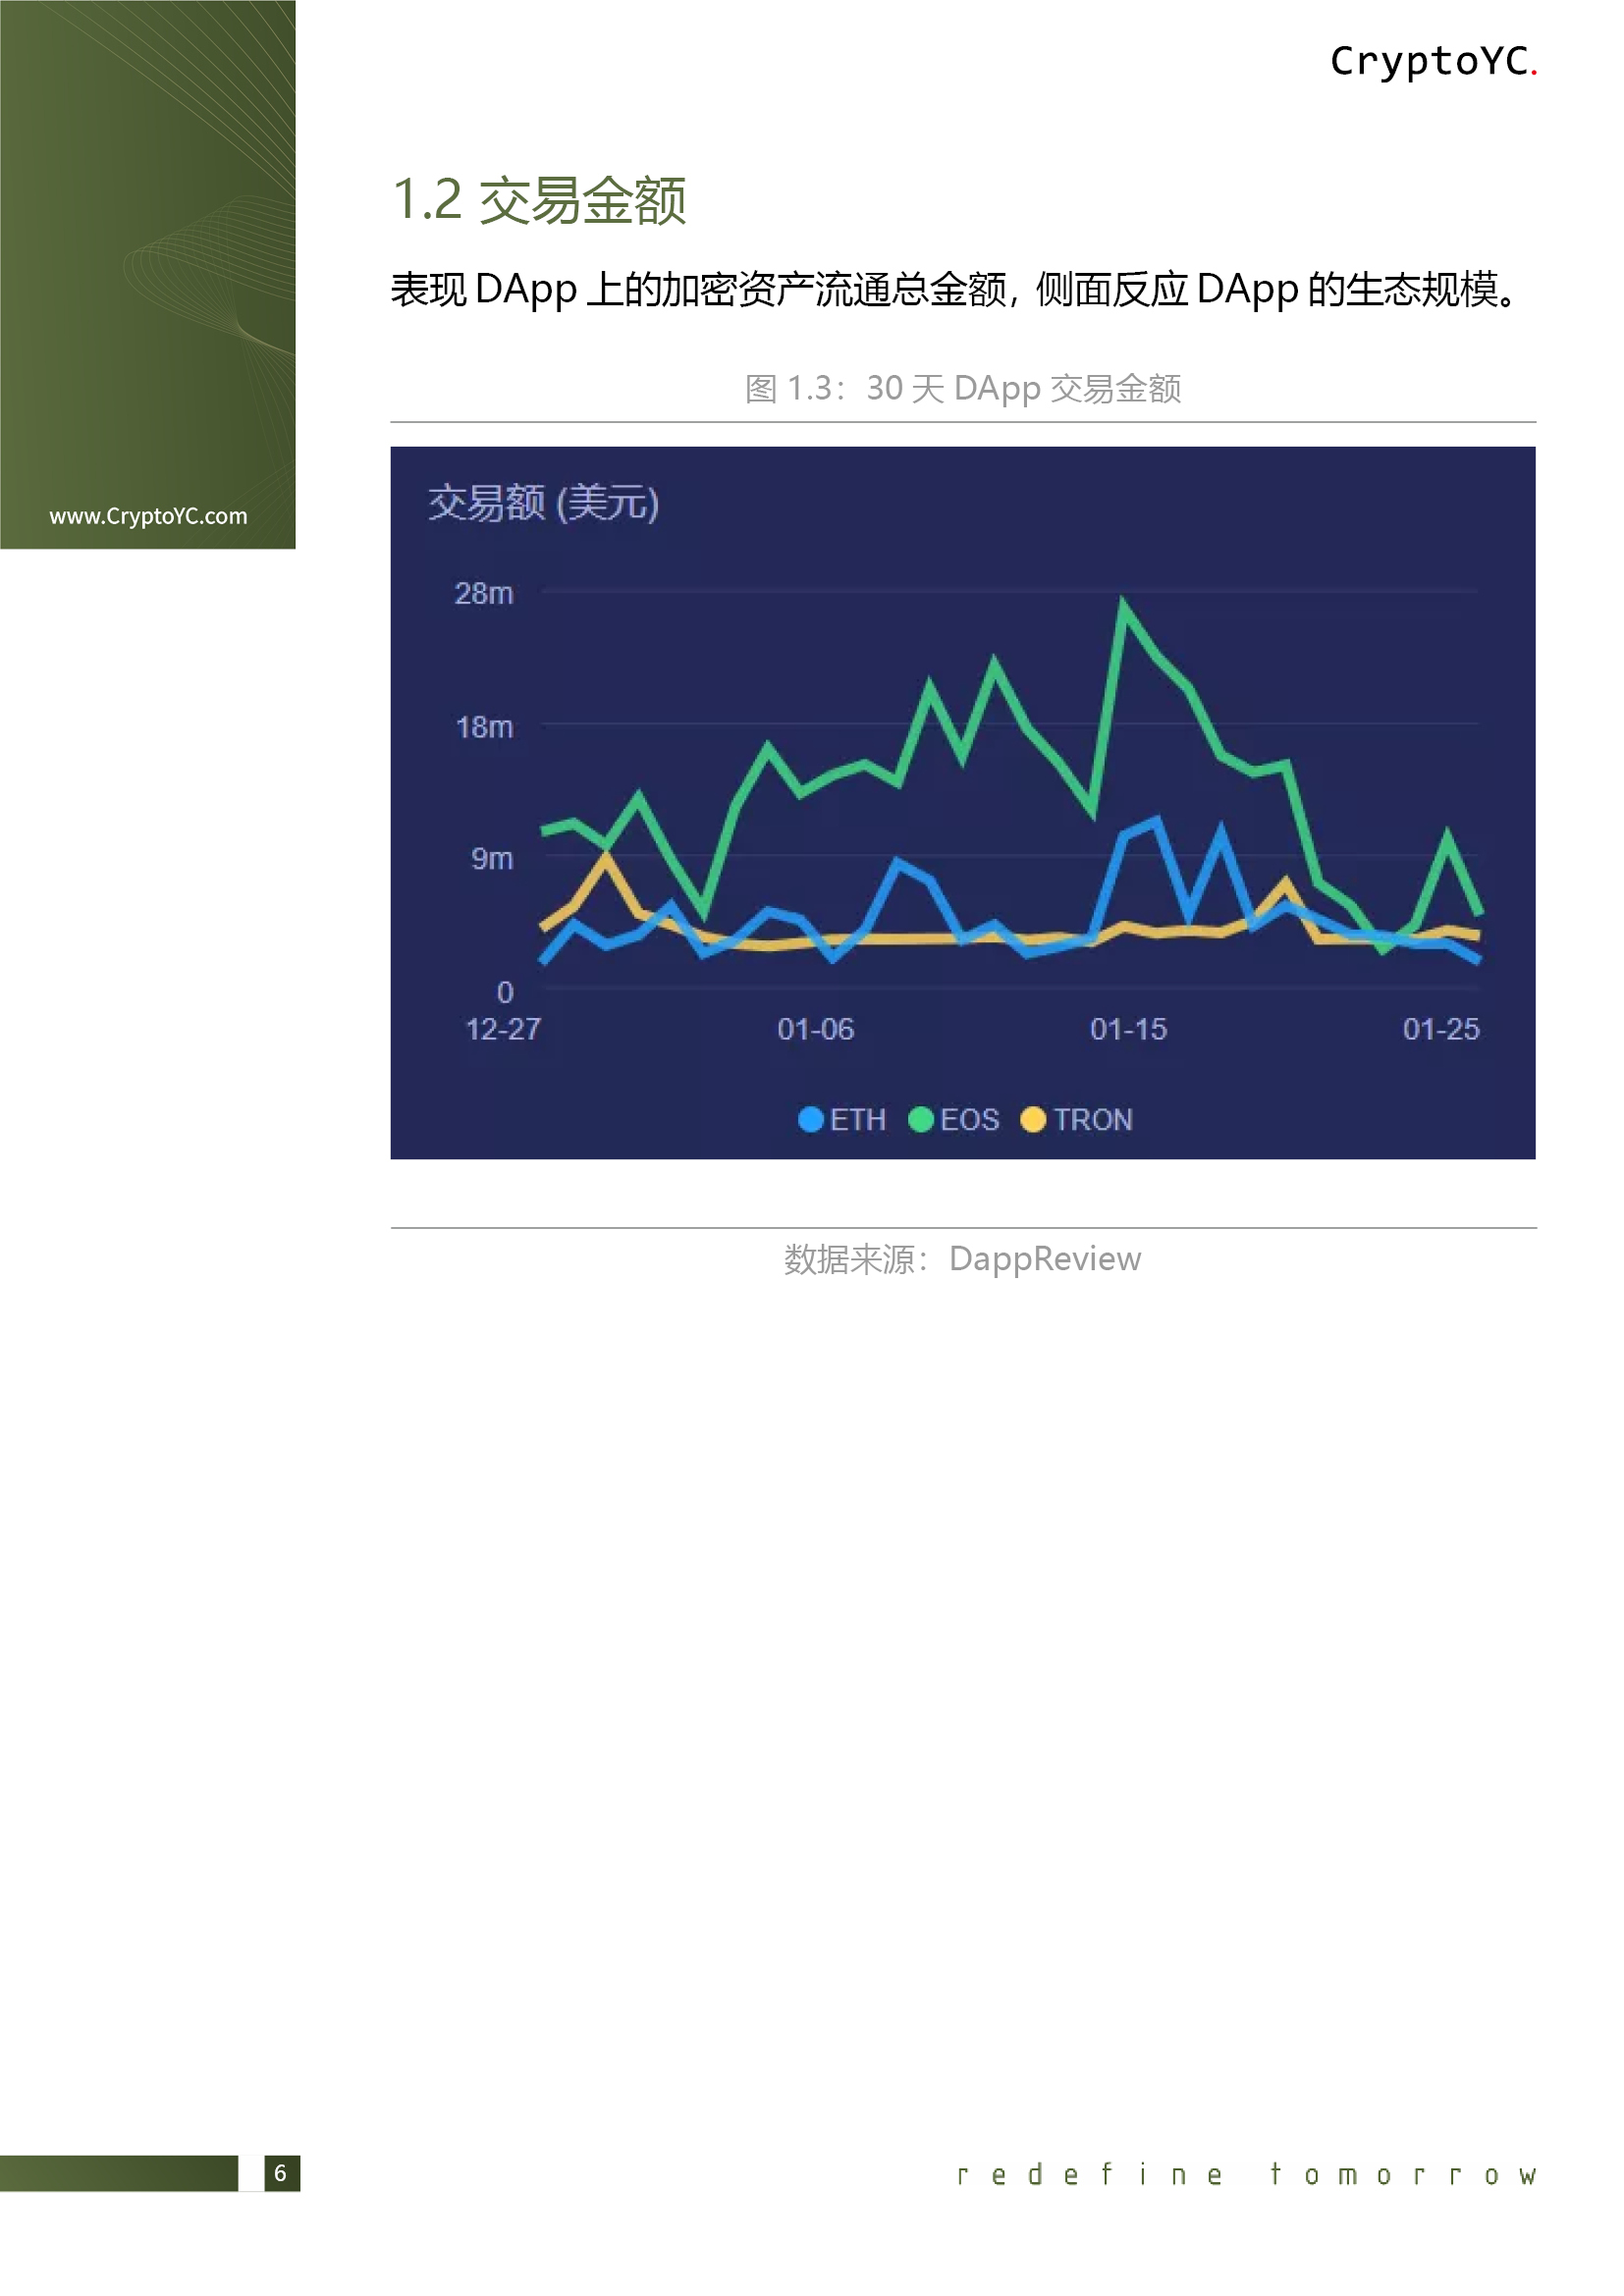 CryptoYC.
www.CryptoYC.com
1.2 交易金额
表现 DApp 上的加密资产流通总金额，侧面反应 DApp 的生态规模。
图 1.3：30 天 DApp 交易金额
交易额 (美元)
28m
18m
9m
0
12-27 01-06 01-15 01-25
ETH EOS TRON
数据来源：DappReview
6
redefine tomorrow